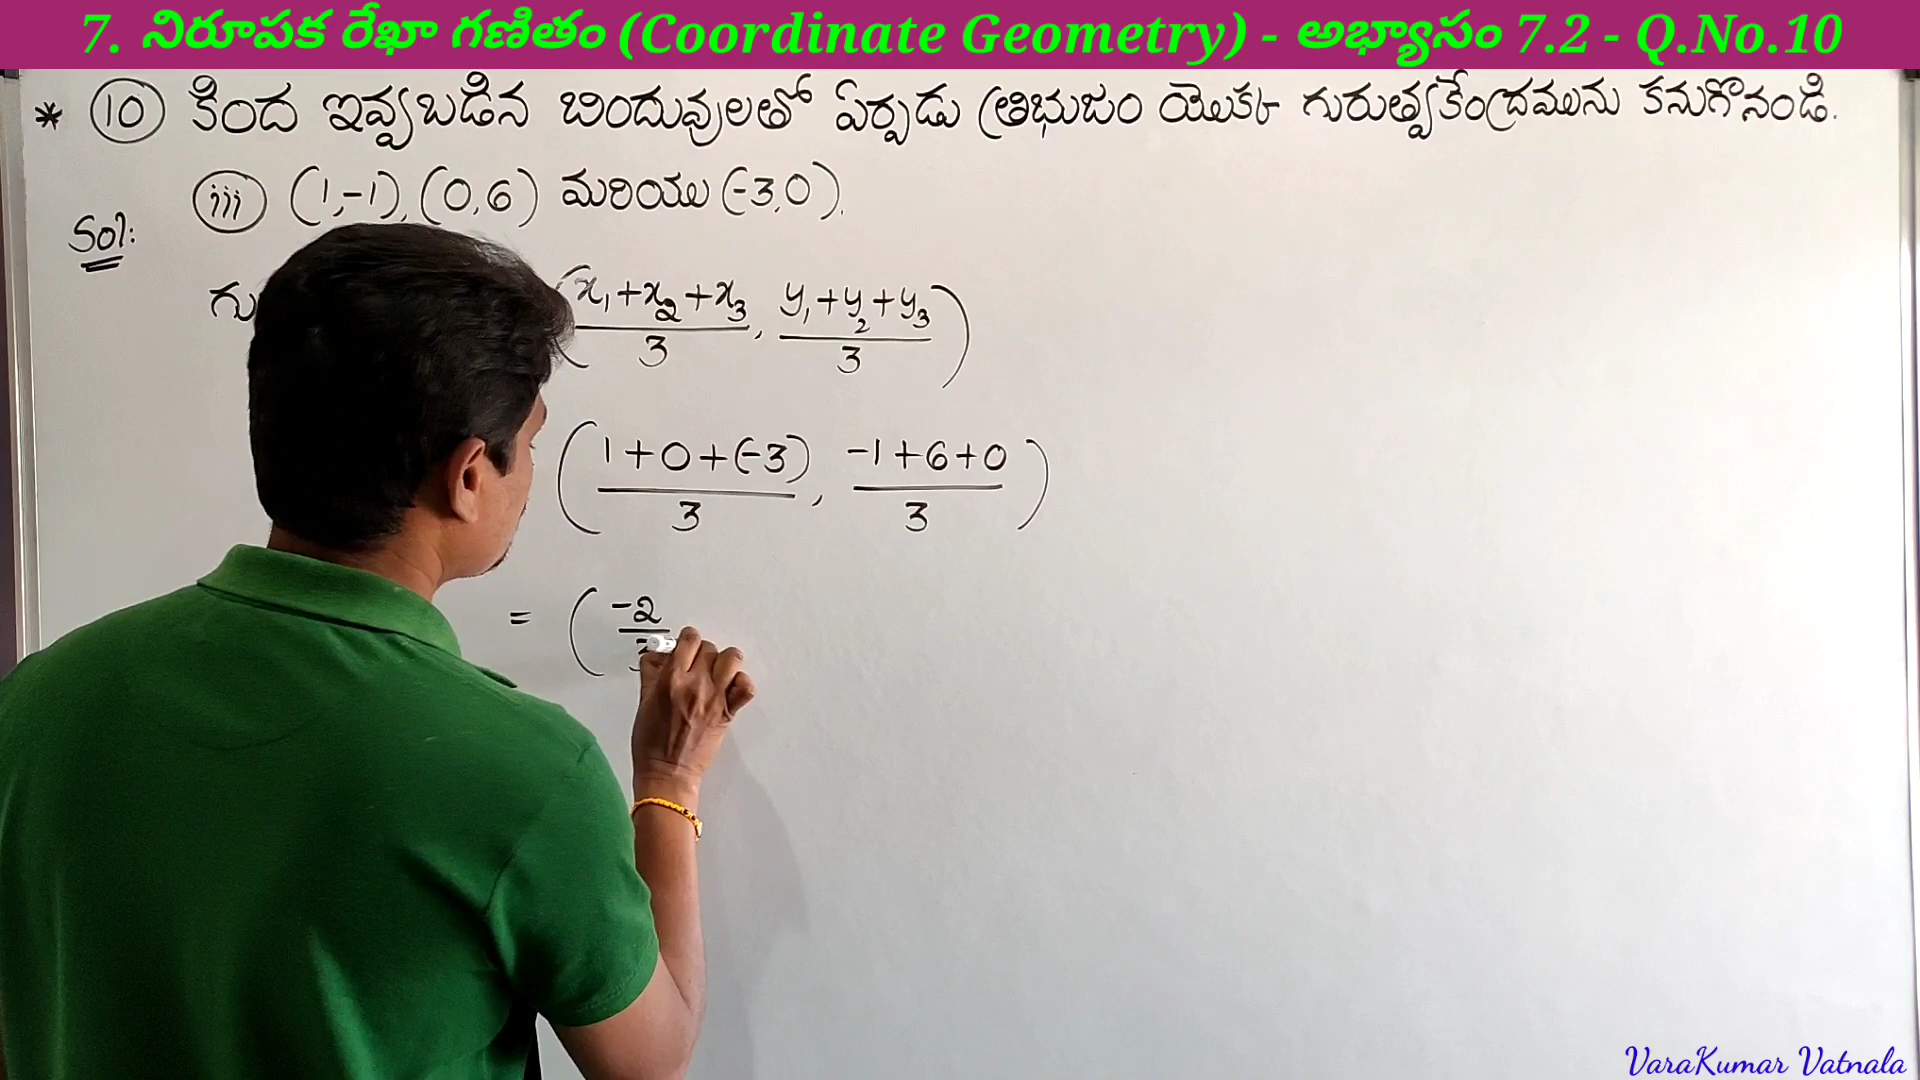 7. నిరూపక రేఖా గణితం (Coordinate Geometry) - అభ్యాసం 7.2 - Q.No.10
* 10 కింద ఇవ్వబడిన బిందువులతో ఏర్పడు త్రిభుజం యొక్క గురుత్వకేంద్రమును కనుగొనండి.
iii (1,-1), (0,6) మరియు (-3,0).
Sol:
గు (x₁+x₂+x₃/3, y₁+y₂+y₃/3)
(1+0+(-3)/3, -1+6+0/3)
= (-2/3
VaraKumar Vatnala